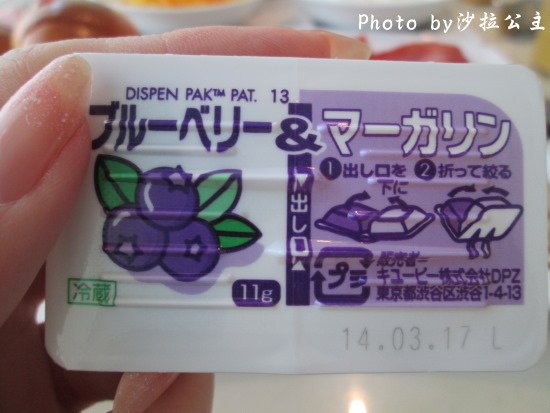 Photo by沙拉公主
DISPEN PAK™ PAT. 13
ブルーベリー&マーガリン
❶出し口を 下に
❷折って絞る
出し口
プラ
販売者=
キユーピー株式会社DPZ
東京都渋谷区渋谷1-4-13
冷蔵
11g
14.03.17 L